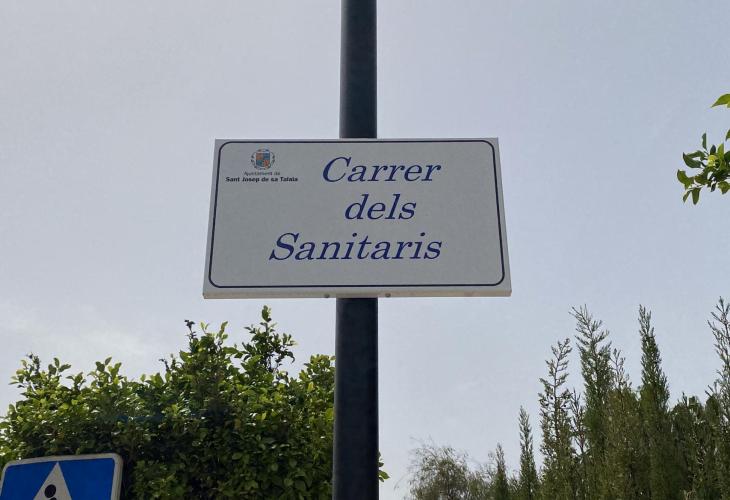 Ajuntament de
Sant Josep de sa Talaia
Carrer
dels
Sanitaris